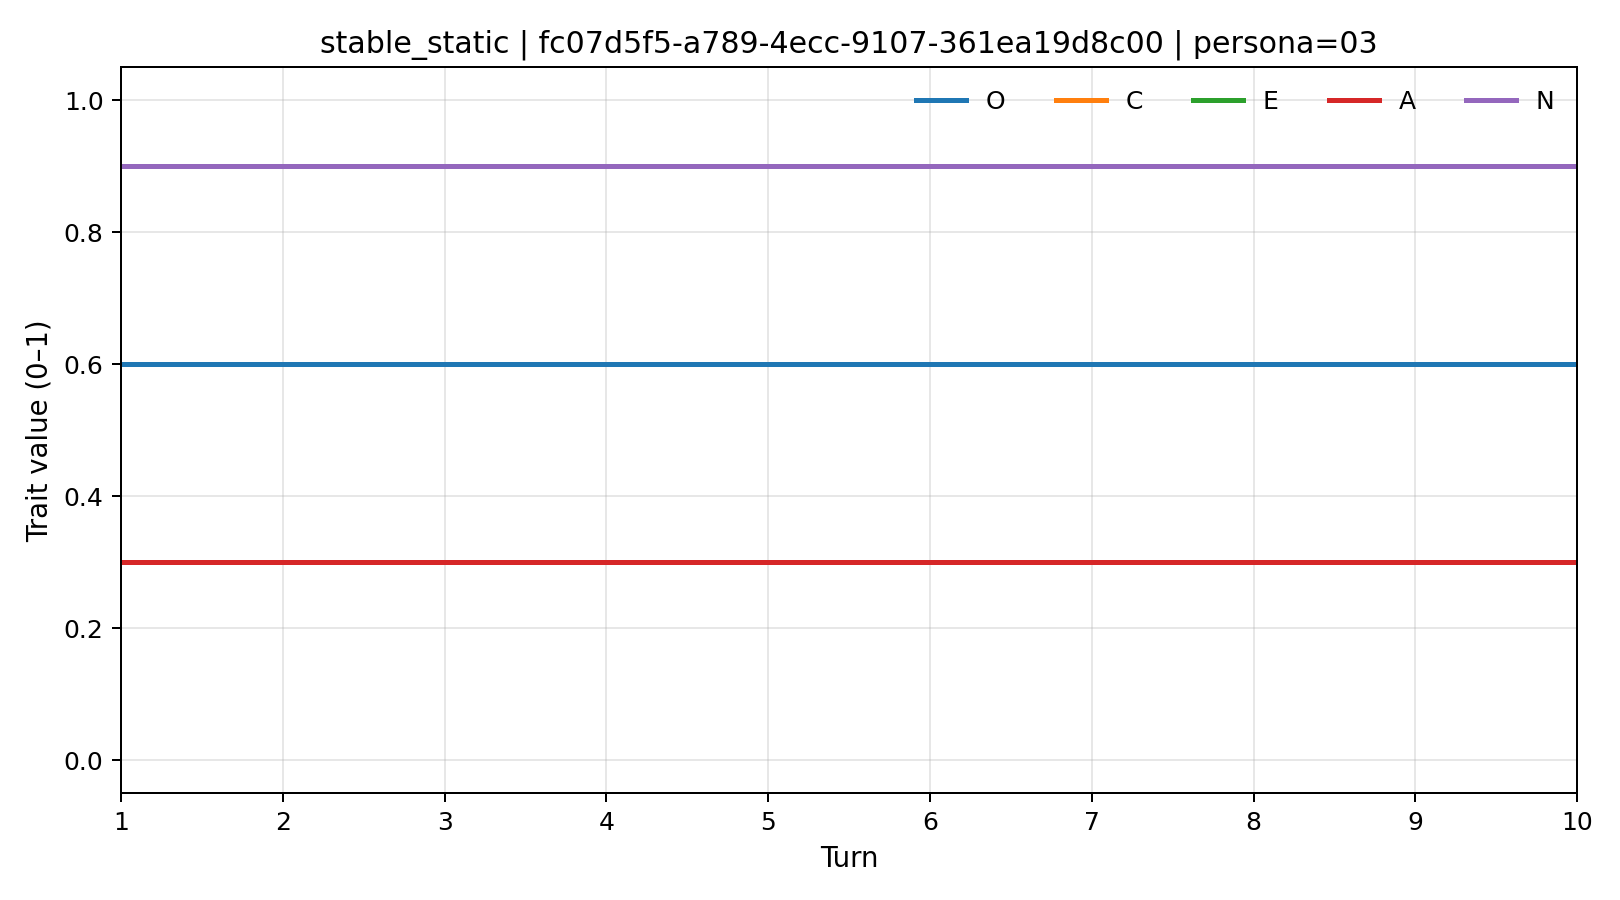 stable_static | fc07d5f5-a789-4ecc-9107-361ea19d8c00 | persona=03
O C E A N
Trait value (0–1)
1.0
0.8
0.6
0.4
0.2
0.0
1 2 3 4 5 6 7 8 9 10
Turn